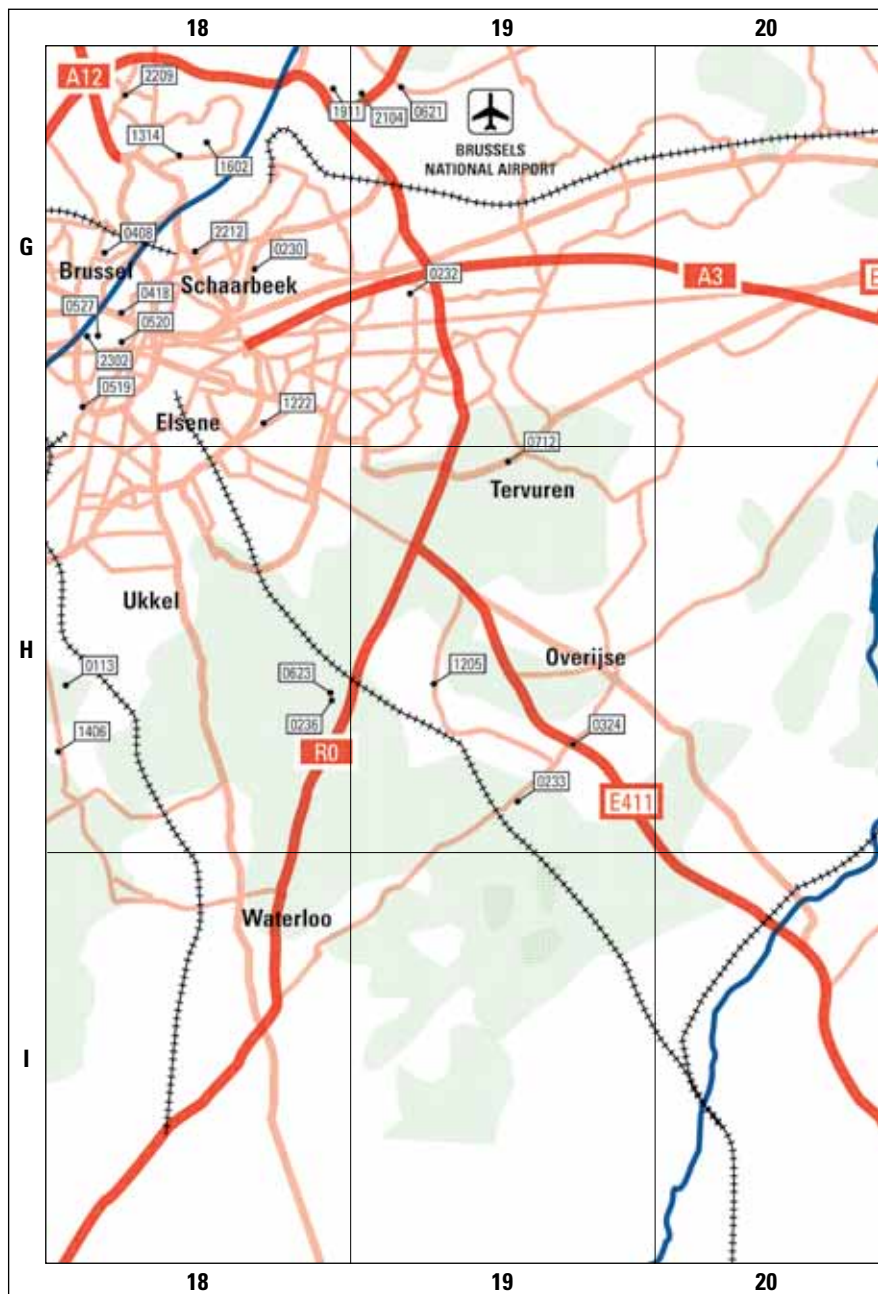 18
19
20
A12
2209
1911
2104
0621
1314
1602
BRUSSELS
NATIONAL AIRPORT
G
0408
2212
0230
Brussel
Schaarbeek
0232
A3
E
0527
0418
0520
2302
0519
1222
Elsene
0712
Tervuren
Ukkel
H
0113
0623
1205
Overijse
0236
1406
R0
0324
0233
E411
Waterloo
I
18
19
20